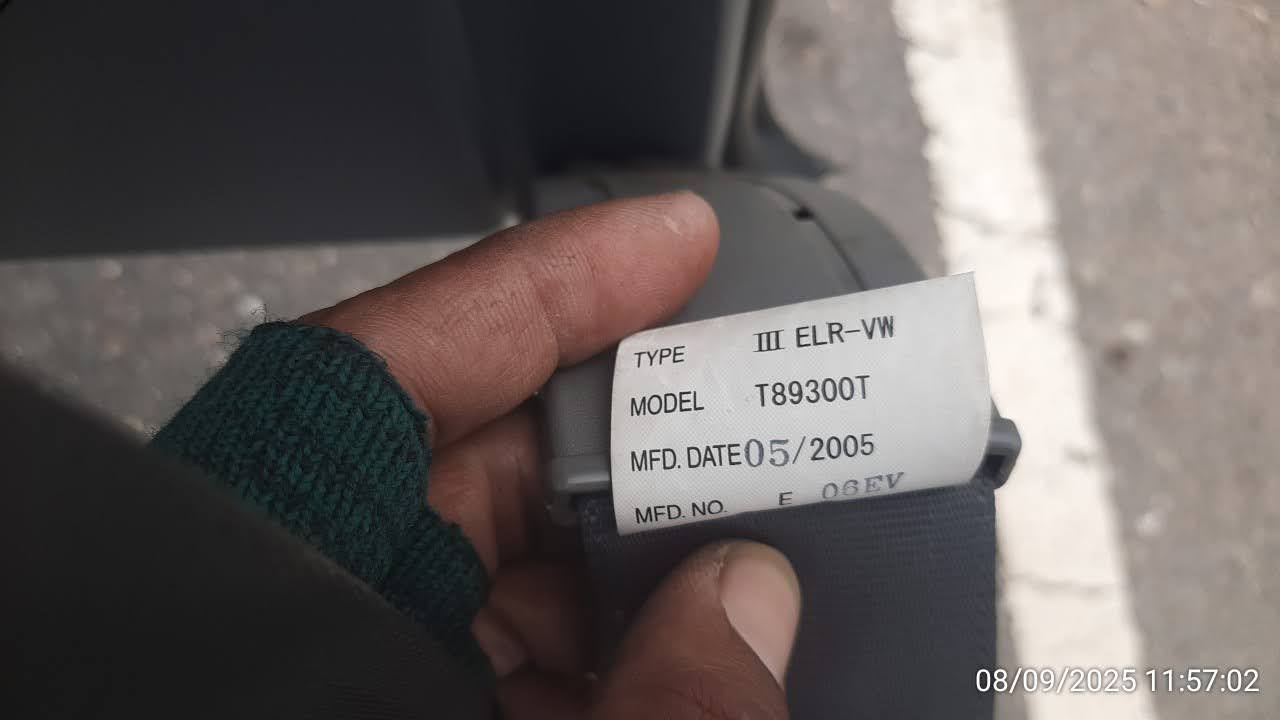 TYPE III ELR-VW
MODEL T89300T
MFD. DATE 05/2005
MFD. NO. E 06EV
08/09/2025 11:57:02